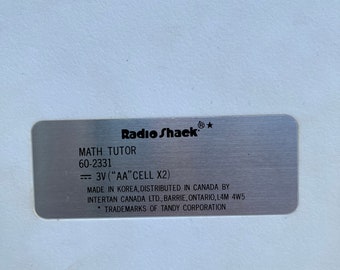 Radio Shack®*
MATH TUTOR
60-2331
⎓ 3V ("AA" CELL X2)
MADE IN KOREA,DISTRIBUTED IN CANADA BY
INTERTAN CANADA LTD.,BARRIE,ONTARIO,L4M 4W5
* TRADEMARKS OF TANDY CORPORATION